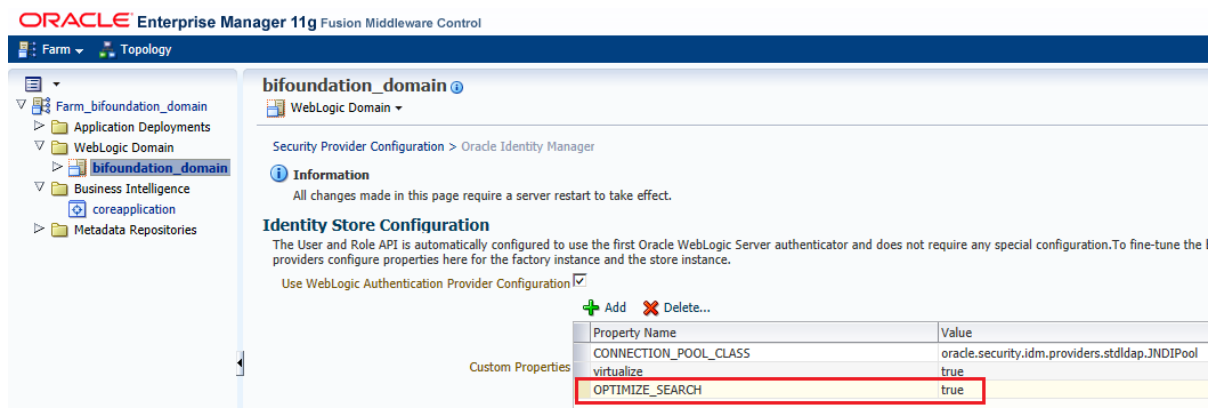 ORACLE Enterprise Manager 11g Fusion Middleware Control
Farm Topology
Farm_bifoundation_domain
Application Deployments
WebLogic Domain
bifoundation_domain
Business Intelligence
coreapplication
Metadata Repositories
bifoundation_domain
WebLogic Domain
Security Provider Configuration > Oracle Identity Manager
Information
All changes made in this page require a server restart to take effect.
Identity Store Configuration
The User and Role API is automatically configured to use the first Oracle WebLogic Server authenticator and does not require any special configuration.To fine-tune the
providers configure properties here for the factory instance and the store instance.
Use WebLogic Authentication Provider Configuration
Add Delete...
Property Name Value
CONNECTION_POOL_CLASS oracle.security.idm.providers.stdldap.JNDIPool
Custom Properties virtualize true
OPTIMIZE_SEARCH true